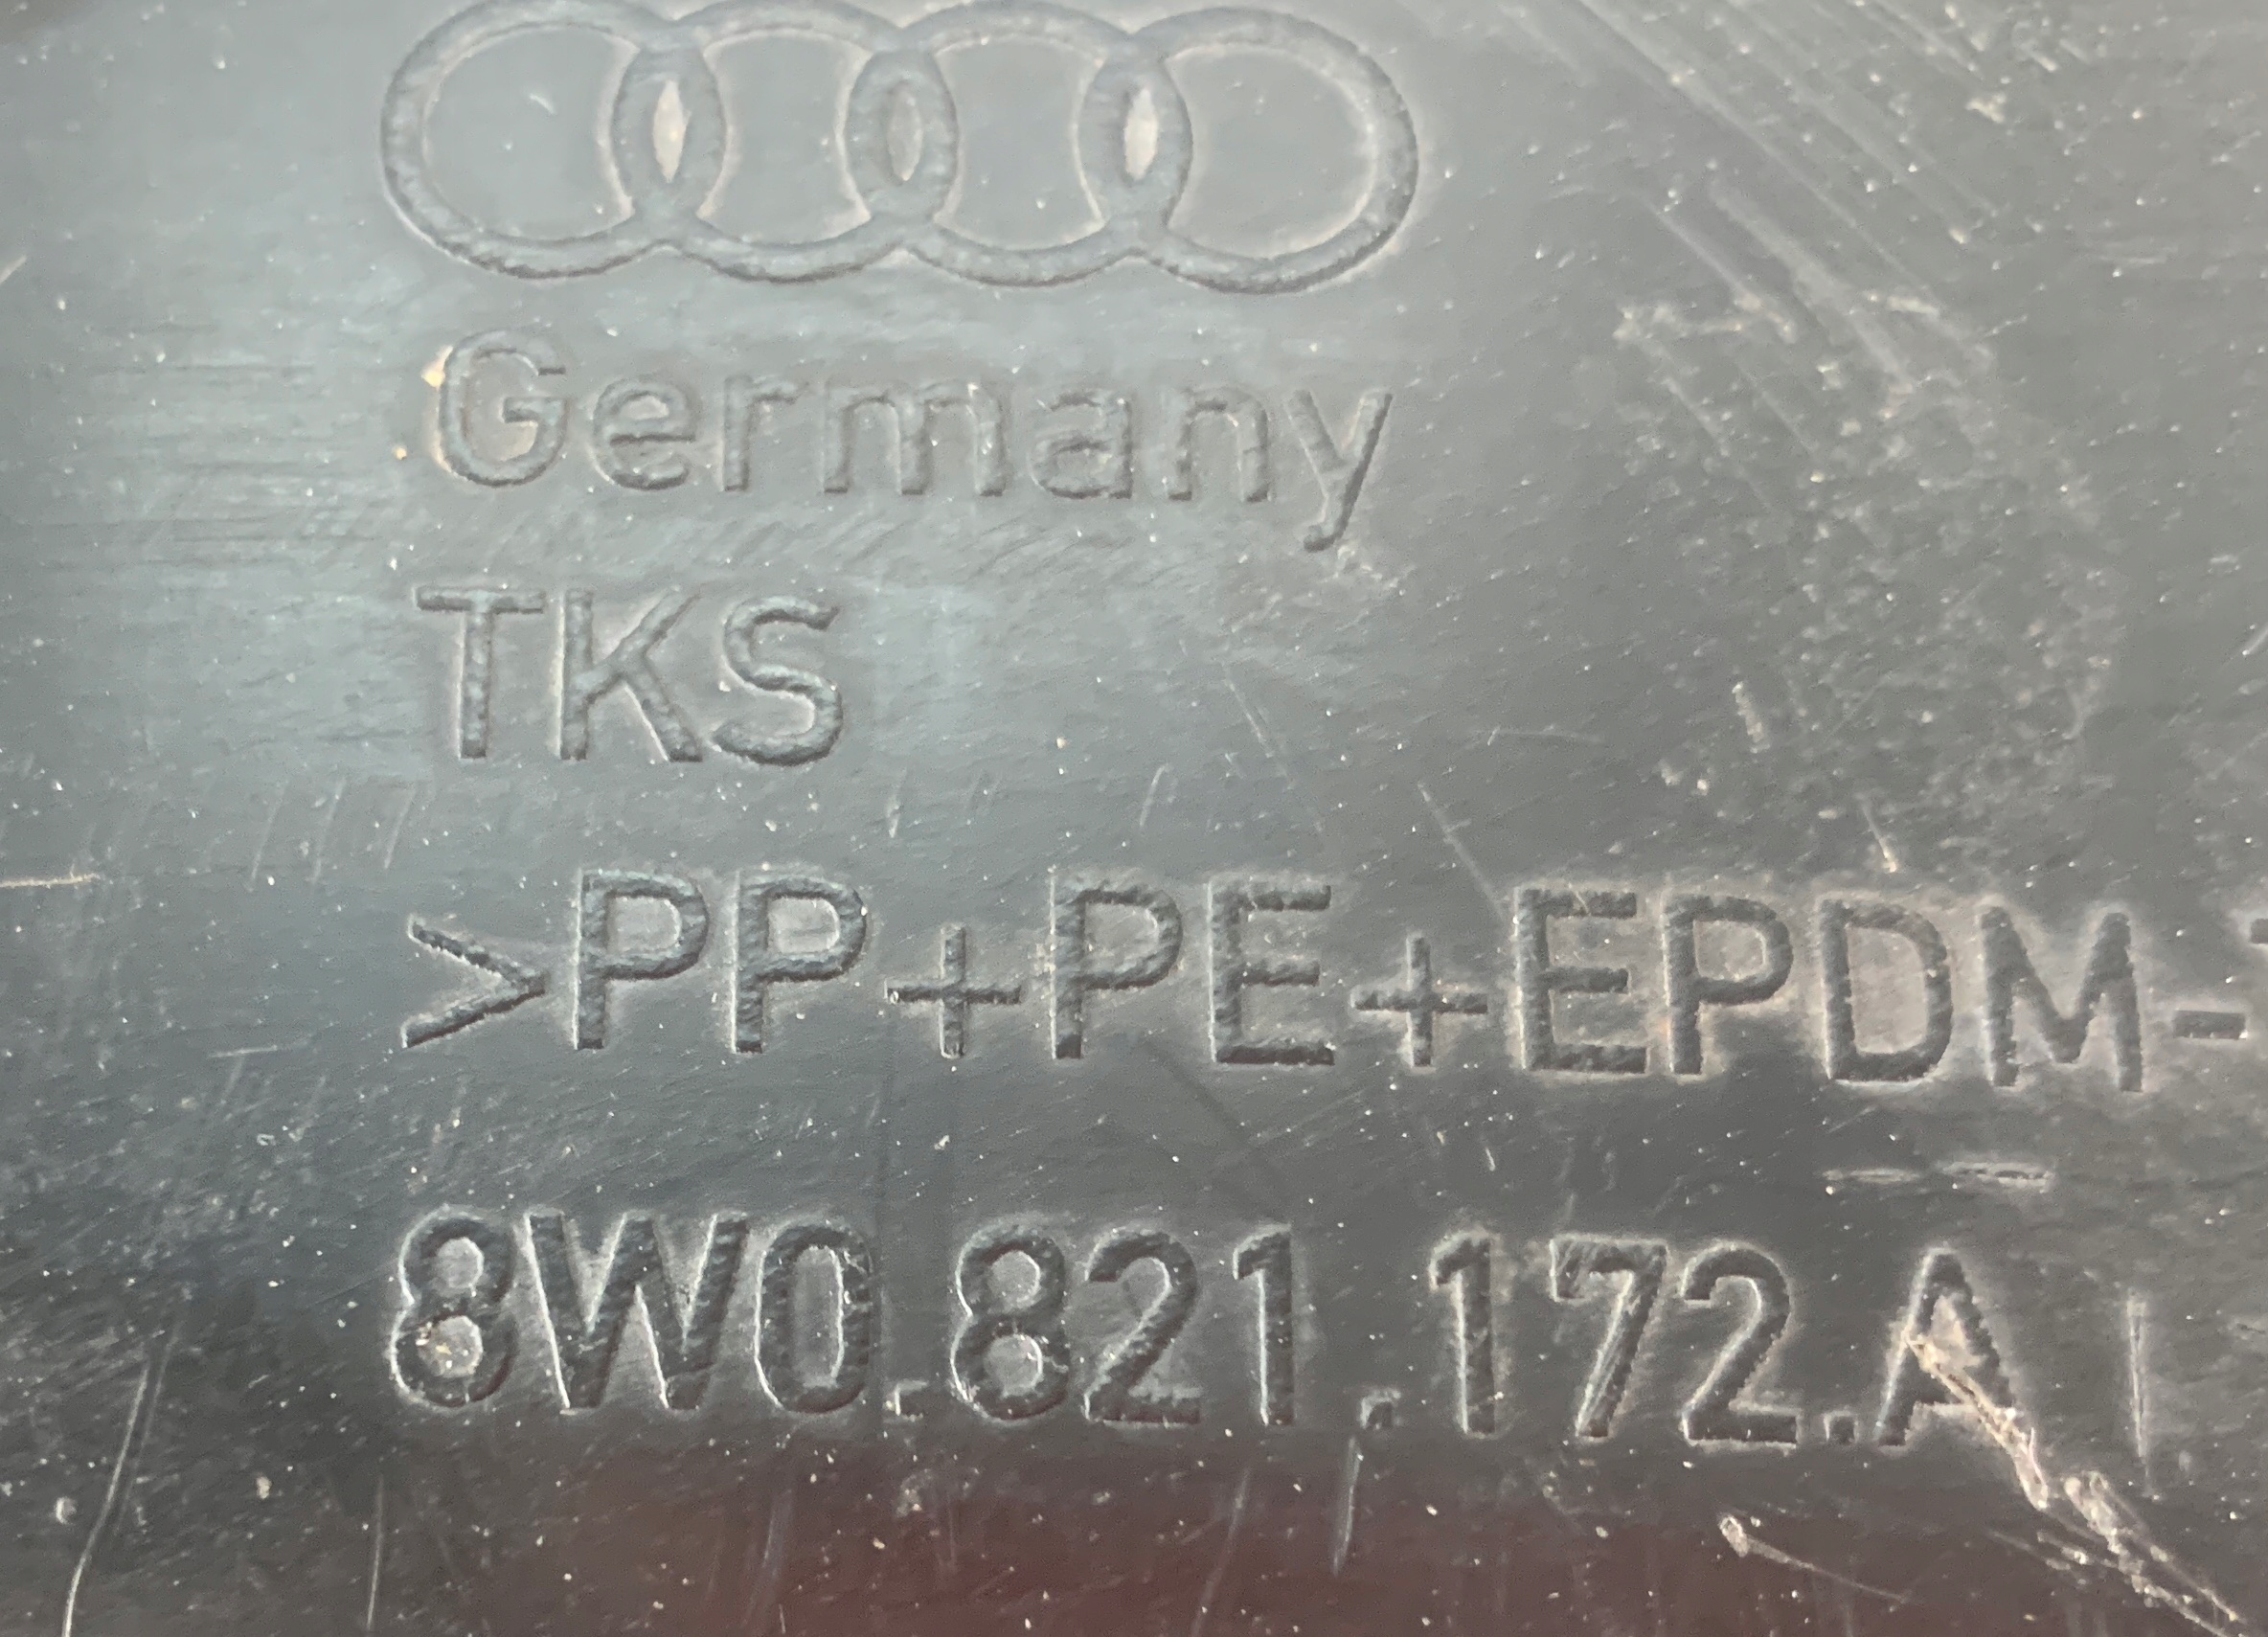 Germany
TKS
>PP+PE+EPDM-
8W0.821.172.A